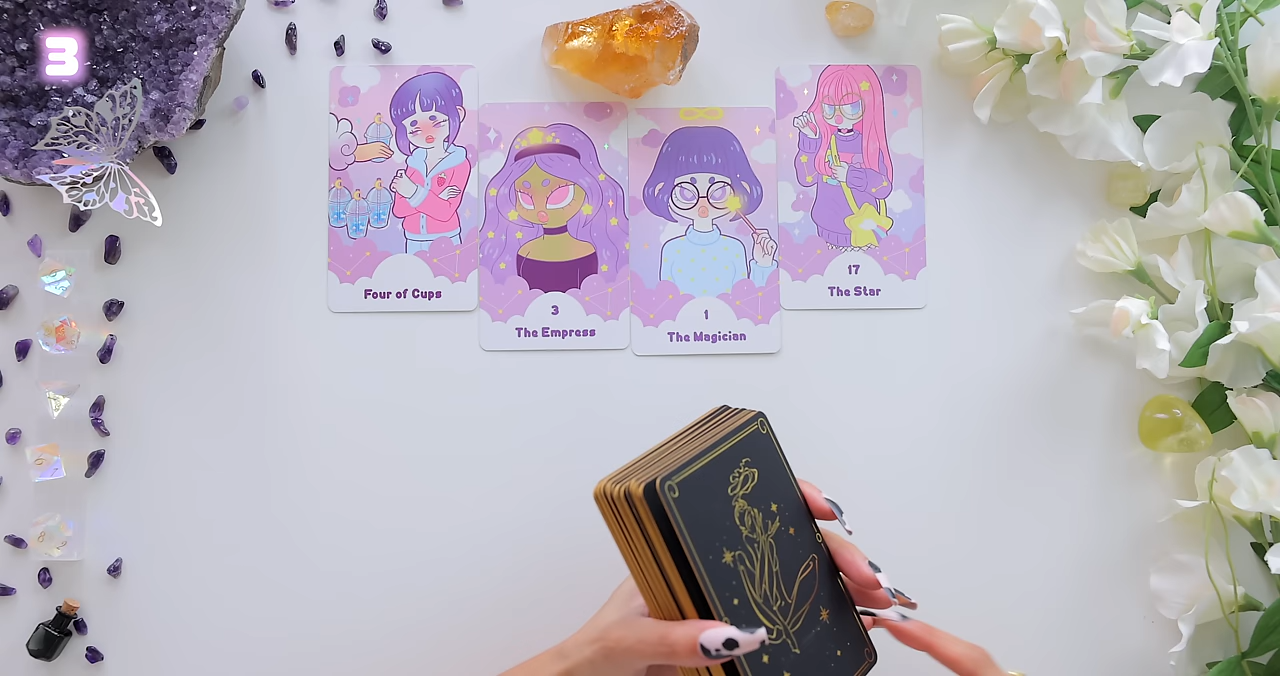 3
Four of Cups
3
The Empress
1
The Magician
17
The Star